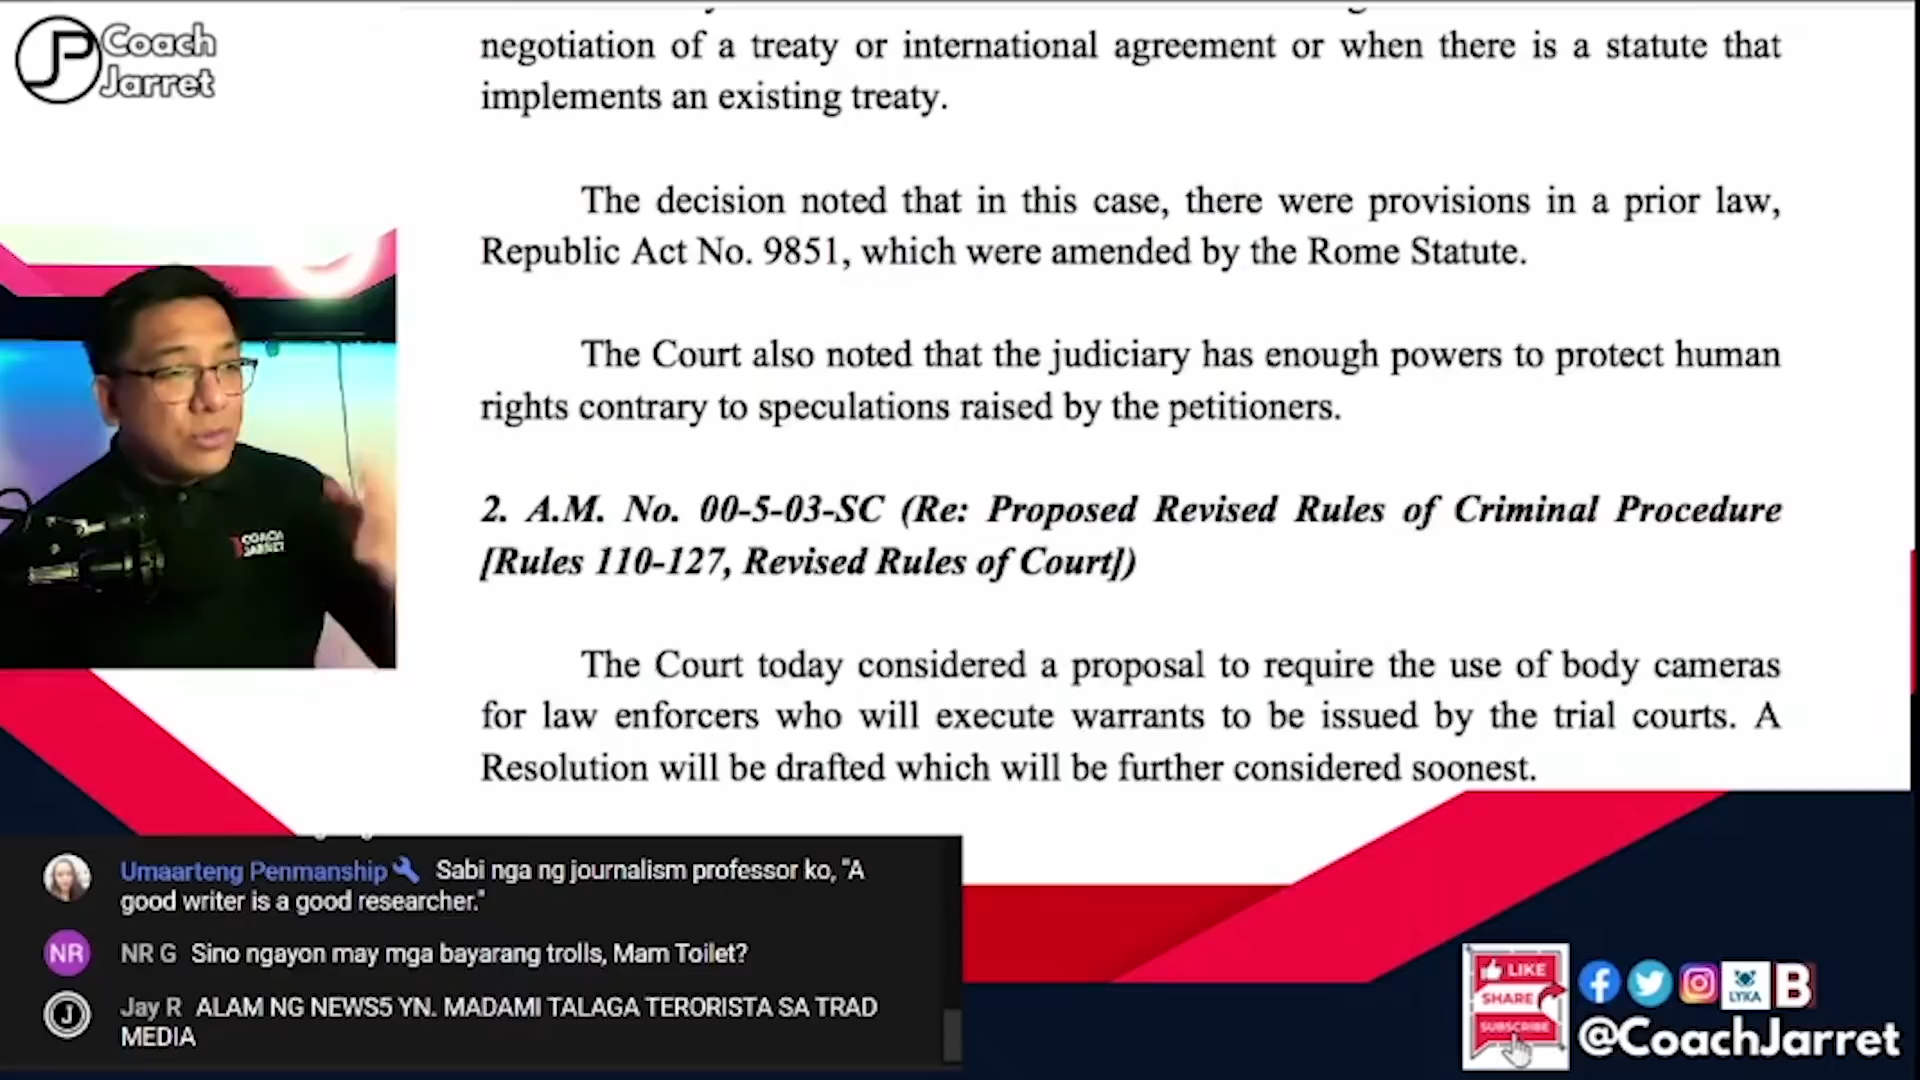 Coach
Jarret
negotiation of a treaty or international agreement or when there is a statute that
implements an existing treaty.
The decision noted that in this case, there were provisions in a prior law,
Republic Act No. 9851, which were amended by the Rome Statute.
The Court also noted that the judiciary has enough powers to protect human
rights contrary to speculations raised by the petitioners.
2. A.M. No. 00-5-03-SC (Re: Proposed Revised Rules of Criminal Procedure
[Rules 110-127, Revised Rules of Court])
The Court today considered a proposal to require the use of body cameras
for law enforcers who will execute warrants to be issued by the trial courts. A
Resolution will be drafted which will be further considered soonest.
COACH
JARRET
Umaarteng Penmanship Sabi nga ng journalism professor ko, "A
good writer is a good researcher."
NR
NR G Sino ngayon may mga bayarang trolls, Mam Toilet?
J
Jay R ALAM NG NEWS5 YN. MADAMI TALAGA TERORISTA SA TRAD
MEDIA
LIKE
SHARE
SUBSCRIBE
LYKA
B
@CoachJarret